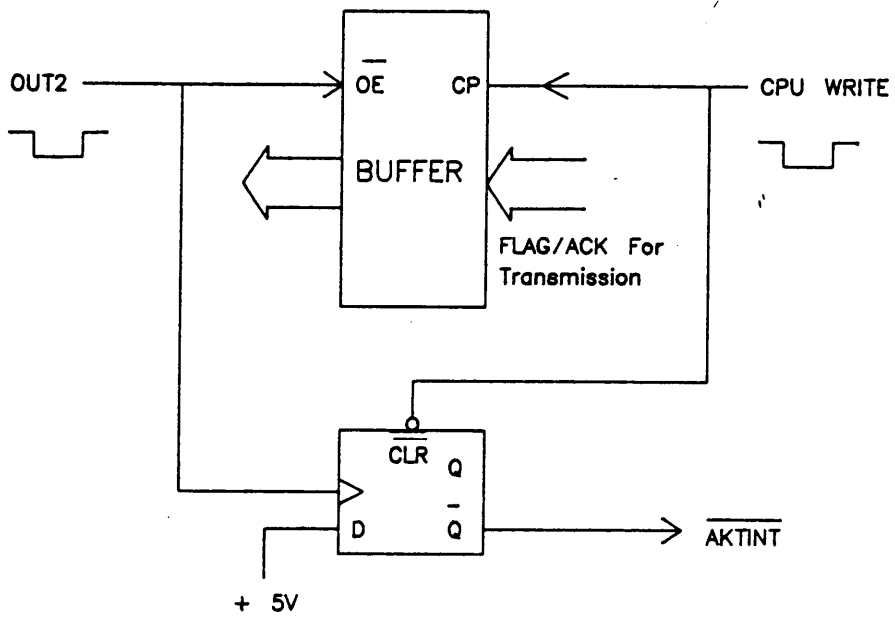 OUT2
OE
CP
CPU WRITE
BUFFER
FLAG/ACK For
Transmission
CLR
Q
D
Q
AKTINT
+ 5V